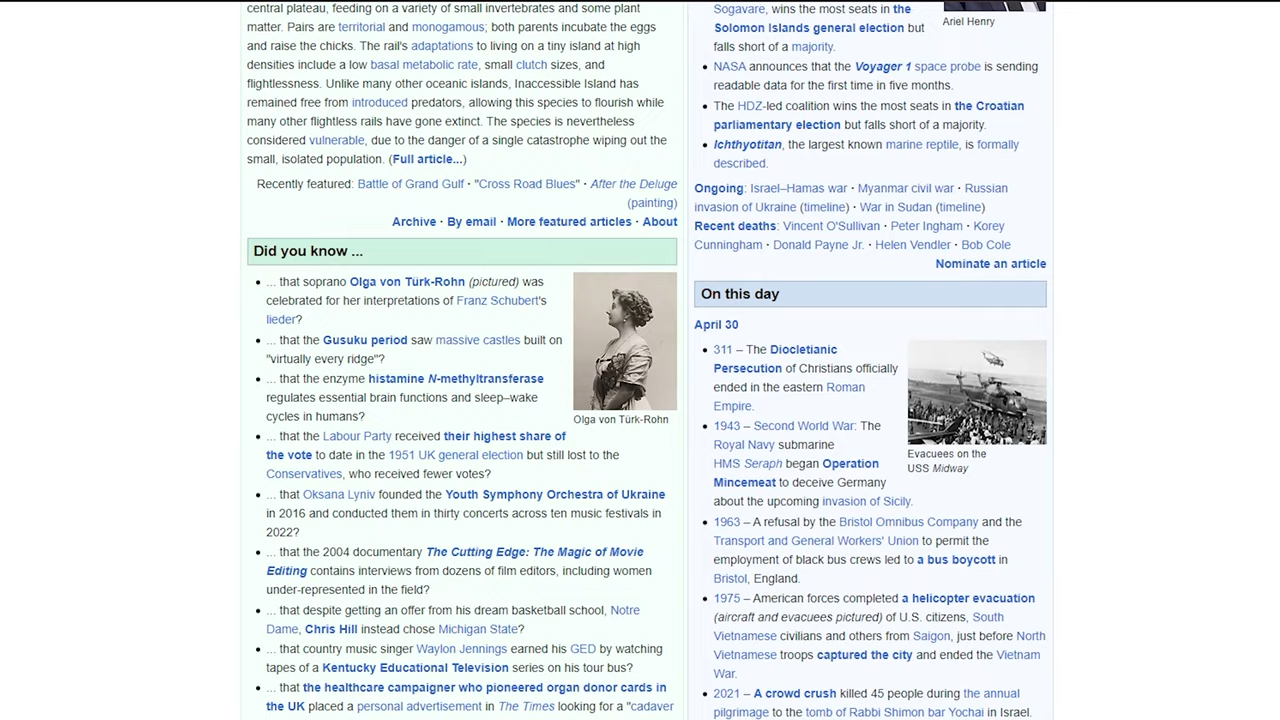 central plateau, feeding on a variety of small invertebrates and some plant
matter. Pairs are territorial and monogamous; both parents incubate the eggs
and raise the chicks. The rail's adaptations to living on a tiny island at high
densities include a low basal metabolic rate, small clutch sizes, and
flightlessness. Unlike many other oceanic islands, Inaccessible Island has
remained free from introduced predators, allowing this species to flourish while
many other flightless rails have gone extinct. The species is nevertheless
considered vulnerable, due to the danger of a single catastrophe wiping out the
small, isolated population. (Full article...)
Recently featured: Battle of Grand Gulf · "Cross Road Blues" · After the Deluge
(painting)
Archive · By email · More featured articles · About
Did you know ...
... that soprano Olga von Türk-Rohn (pictured) was
celebrated for her interpretations of Franz Schubert's
lieder?
... that the Gusuku period saw massive castles built on
"virtually every ridge"?
... that the enzyme histamine N-methyltransferase
regulates essential brain functions and sleep–wake
cycles in humans?
Olga von Türk-Rohn
... that the Labour Party received their highest share of
the vote to date in the 1951 UK general election but still lost to the
Conservatives, who received fewer votes?
... that Oksana Lyniv founded the Youth Symphony Orchestra of Ukraine
in 2016 and conducted them in thirty concerts across ten music festivals in
2022?
... that the 2004 documentary The Cutting Edge: The Magic of Movie
Editing contains interviews from dozens of film editors, including women
under-represented in the field?
... that despite getting an offer from his dream basketball school, Notre
Dame, Chris Hill instead chose Michigan State?
... that country music singer Waylon Jennings earned his GED by watching
tapes of a Kentucky Educational Television series on his tour bus?
... that the healthcare campaigner who pioneered organ donor cards in
the UK placed a personal advertisement in The Times looking for a "cadaver
Sogavare, wins the most seats in the
Solomon Islands general election but
falls short of a majority.
Ariel Henry
NASA announces that the Voyager 1 space probe is sending
readable data for the first time in five months.
The HDZ-led coalition wins the most seats in the Croatian
parliamentary election but falls short of a majority.
Ichthyotitan, the largest known marine reptile, is formally
described.
Ongoing: Israel–Hamas war · Myanmar civil war · Russian
invasion of Ukraine (timeline) · War in Sudan (timeline)
Recent deaths: Vincent O'Sullivan · Peter Ingham · Korey
Cunningham · Donald Payne Jr. · Helen Vendler · Bob Cole
Nominate an article
On this day
April 30
311 – The Diocletianic
Persecution of Christians officially
ended in the eastern Roman
Empire.
1943 – Second World War: The
Royal Navy submarine
HMS Seraph began Operation
Mincemeat to deceive Germany
about the upcoming invasion of Sicily.
Evacuees on the
USS Midway
1963 – A refusal by the Bristol Omnibus Company and the
Transport and General Workers' Union to permit the
employment of black bus crews led to a bus boycott in
Bristol, England.
1975 – American forces completed a helicopter evacuation
(aircraft and evacuees pictured) of U.S. citizens, South
Vietnamese civilians and others from Saigon, just before North
Vietnamese troops captured the city and ended the Vietnam
War.
2021 – A crowd crush killed 45 people during the annual
pilgrimage to the tomb of Rabbi Shimon bar Yochai in Israel.